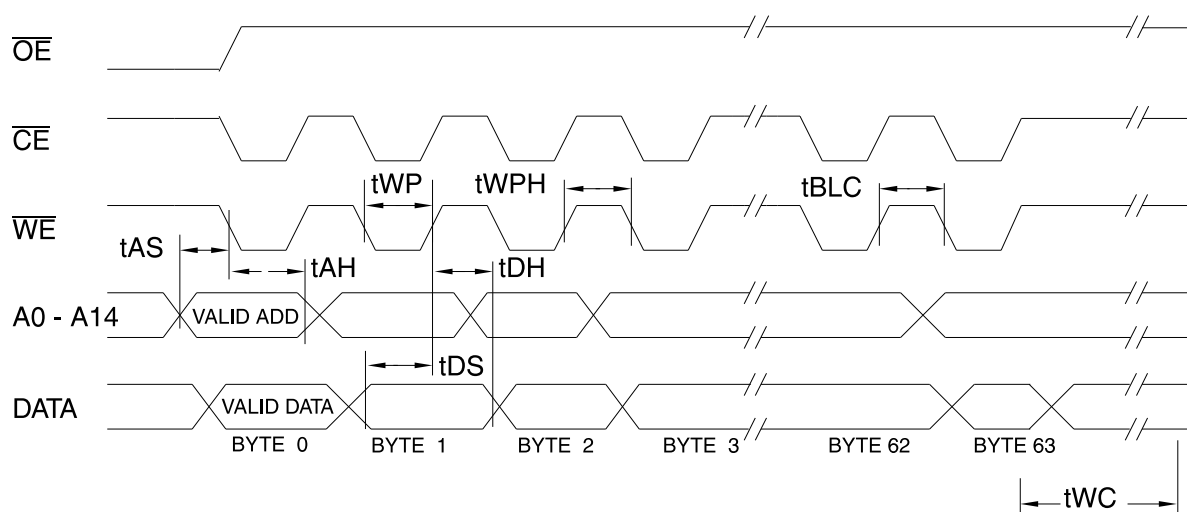 OE
CE
tWP
tWPH
tBLC
WE
tAS
tAH
tDH
A0 - A14
VALID ADD
tDS
DATA
VALID DATA
BYTE 0
BYTE 1
BYTE 2
BYTE 3
BYTE 62
BYTE 63
tWC